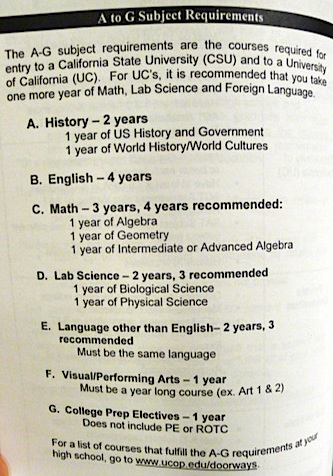 A to G Subject Requirements
The A-G subject requirements are the courses required for
entry to a California State University (CSU) and to a University
of California (UC). For UC's, it is recommended that you take
one more year of Math, Lab Science and Foreign Language.
A. History – 2 years
1 year of US History and Government
1 year of World History/World Cultures
B. English – 4 years
C. Math – 3 years, 4 years recommended:
1 year of Algebra
1 year of Geometry
1 year of Intermediate or Advanced Algebra
D. Lab Science – 2 years, 3 recommended
1 year of Biological Science
1 year of Physical Science
E. Language other than English– 2 years, 3
recommended
Must be the same language
F. Visual/Performing Arts – 1 year
Must be a year long course (ex. Art 1 & 2)
G. College Prep Electives – 1 year
Does not include PE or ROTC
For a list of courses that fulfill the A-G requirements at your
high school, go to www.ucop.edu/doorways.